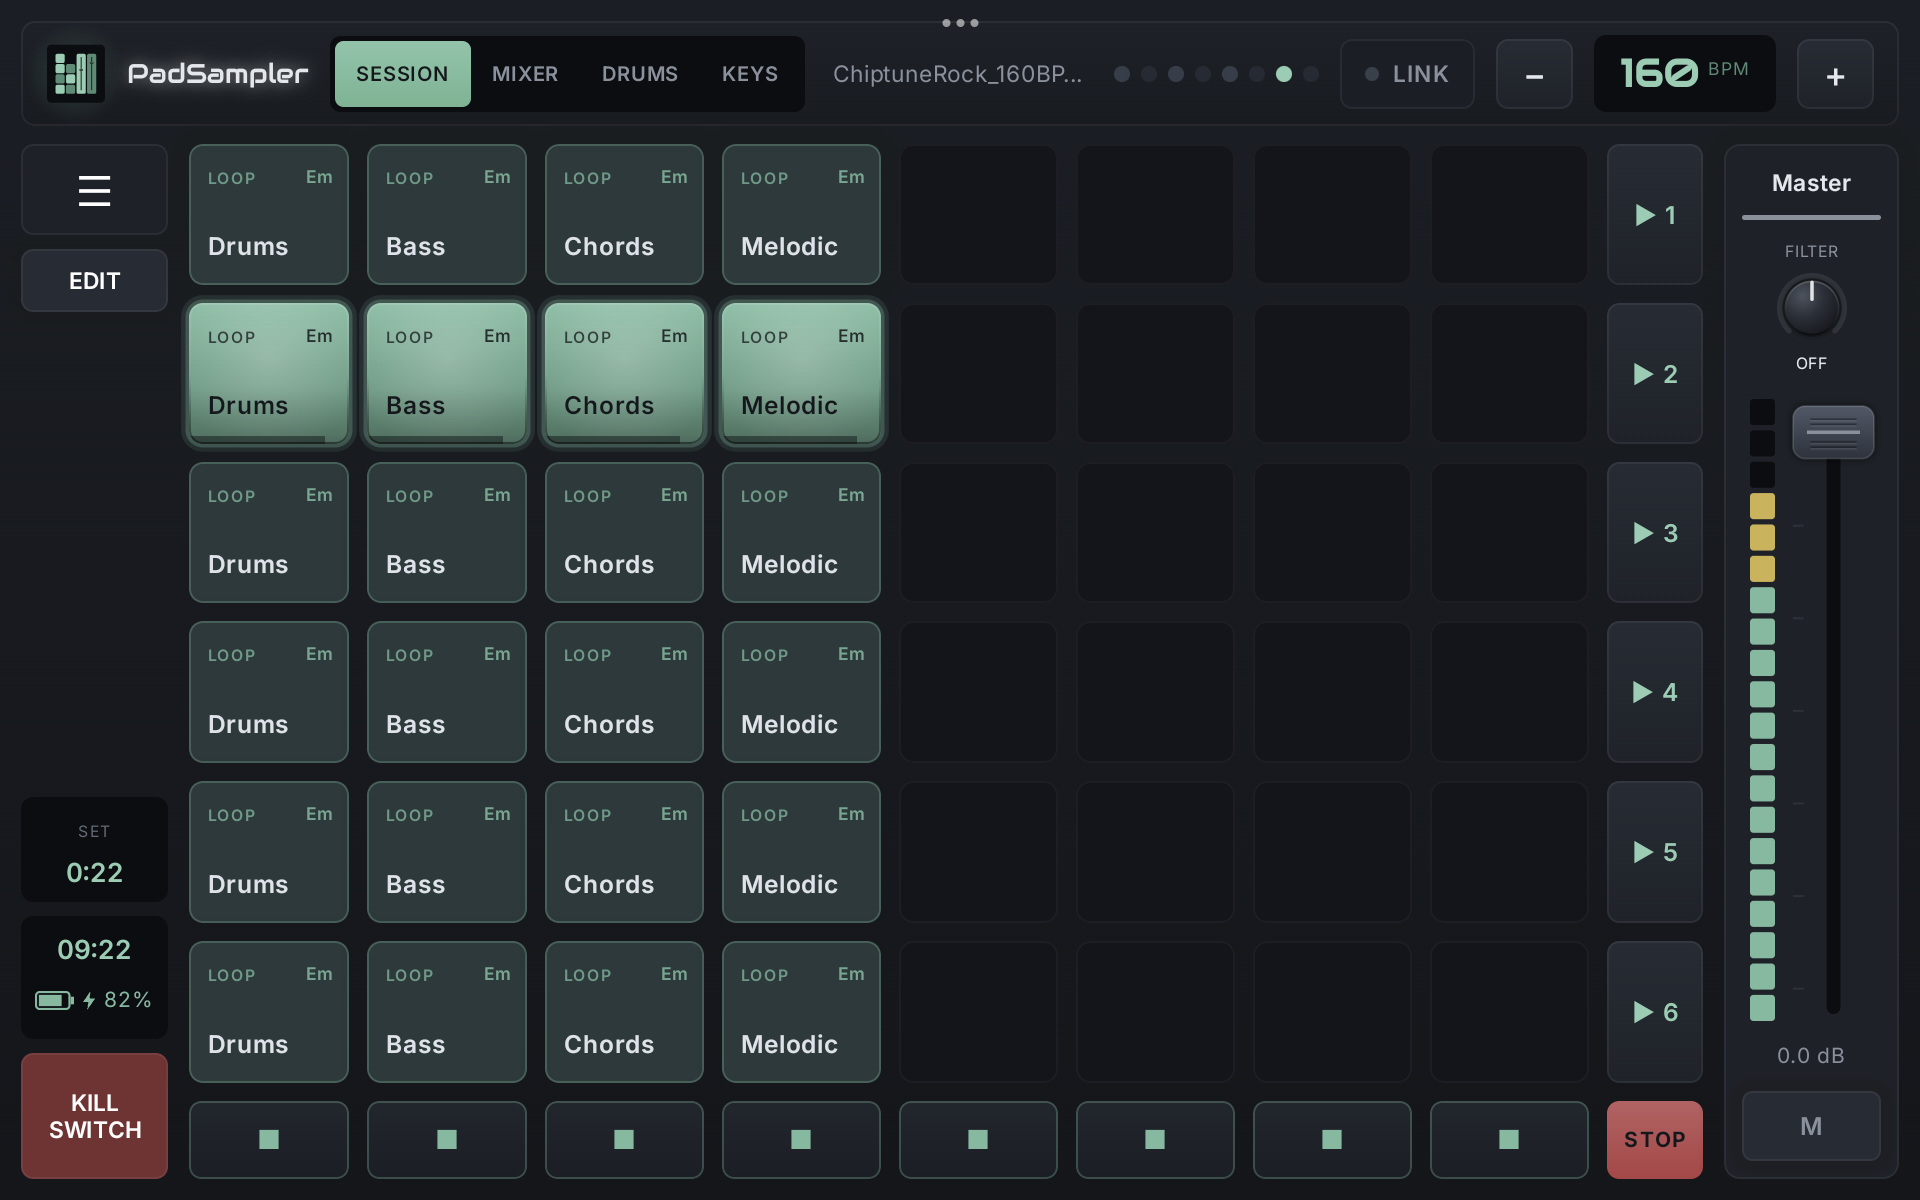 PadSampler
SESSION MIXER DRUMS KEYS
ChiptuneRock_160BP...
LINK
−
160 BPM
+
EDIT
LOOP Em LOOP Em LOOP Em LOOP Em
Drums Bass Chords Melodic
1
LOOP Em LOOP Em LOOP Em LOOP Em
Drums Bass Chords Melodic
2
LOOP Em LOOP Em LOOP Em LOOP Em
Drums Bass Chords Melodic
3
LOOP Em LOOP Em LOOP Em LOOP Em
Drums Bass Chords Melodic
4
LOOP Em LOOP Em LOOP Em LOOP Em
Drums Bass Chords Melodic
5
LOOP Em LOOP Em LOOP Em LOOP Em
Drums Bass Chords Melodic
6
SET
0:22
09:22
82%
KILL
SWITCH
STOP
Master
FILTER
OFF
0.0 dB
M